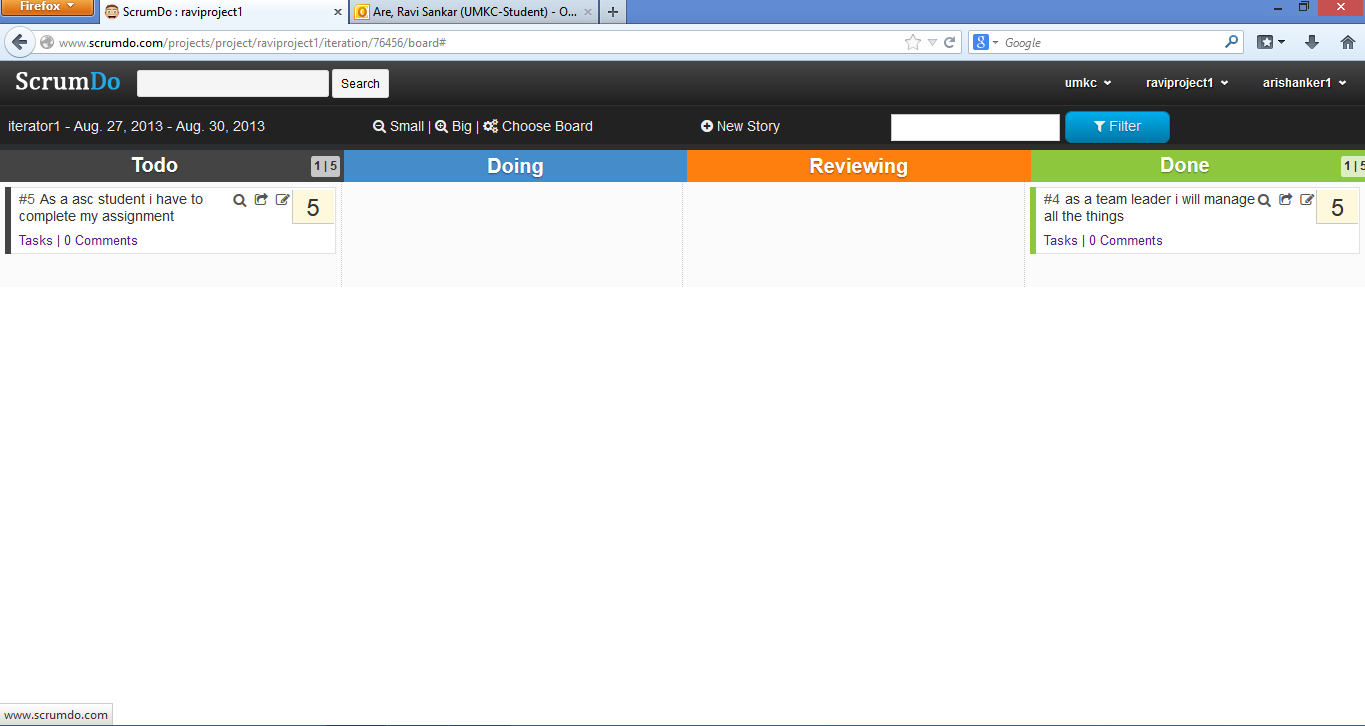 Firefox
ScrumDo : raviproject1
Are, Ravi Sankar (UMKC-Student) - O...
www.scrumdo.com/projects/project/raviproject1/iteration/76456/board#
Google
ScrumDo
Search
umkc
raviproject1
arishanker1
iterator1 - Aug. 27, 2013 - Aug. 30, 2013
Small | Big | Choose Board
New Story
Filter
Todo
1 | 5
Doing
Reviewing
Done
1 | 5
#5 As a asc student i have to
complete my assignment
5
Tasks | 0 Comments
#4 as a team leader i will manage
all the things
5
Tasks | 0 Comments
www.scrumdo.com